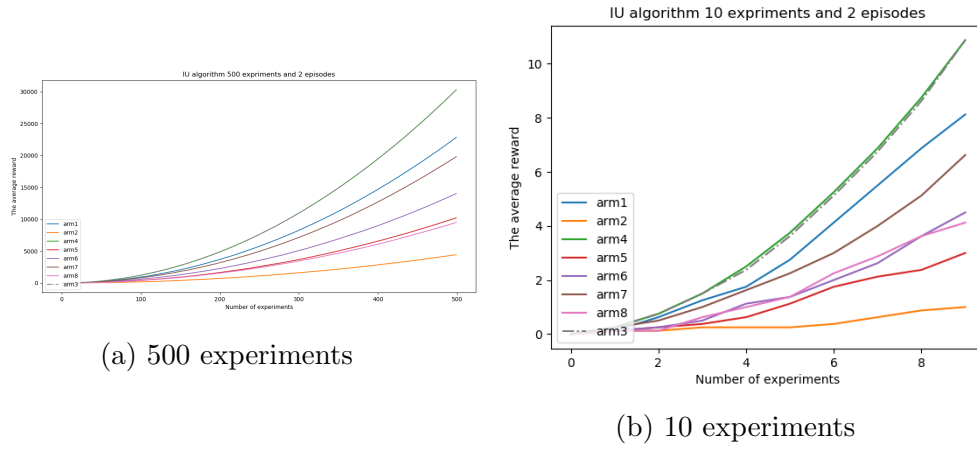 IU algorithm 500 expriments and 2 episodes
The average reward
30000
25000
20000
15000
10000
5000
0
arm1
arm2
arm4
arm5
arm6
arm7
arm8
arm3
0 100 200 300 400 500
Number of experiments
(a) 500 experiments
IU algorithm 10 expriments and 2 episodes
The average reward
10
8
6
4
2
0
arm1
arm2
arm4
arm5
arm6
arm7
arm8
arm3
0 2 4 6 8
Number of experiments
(b) 10 experiments